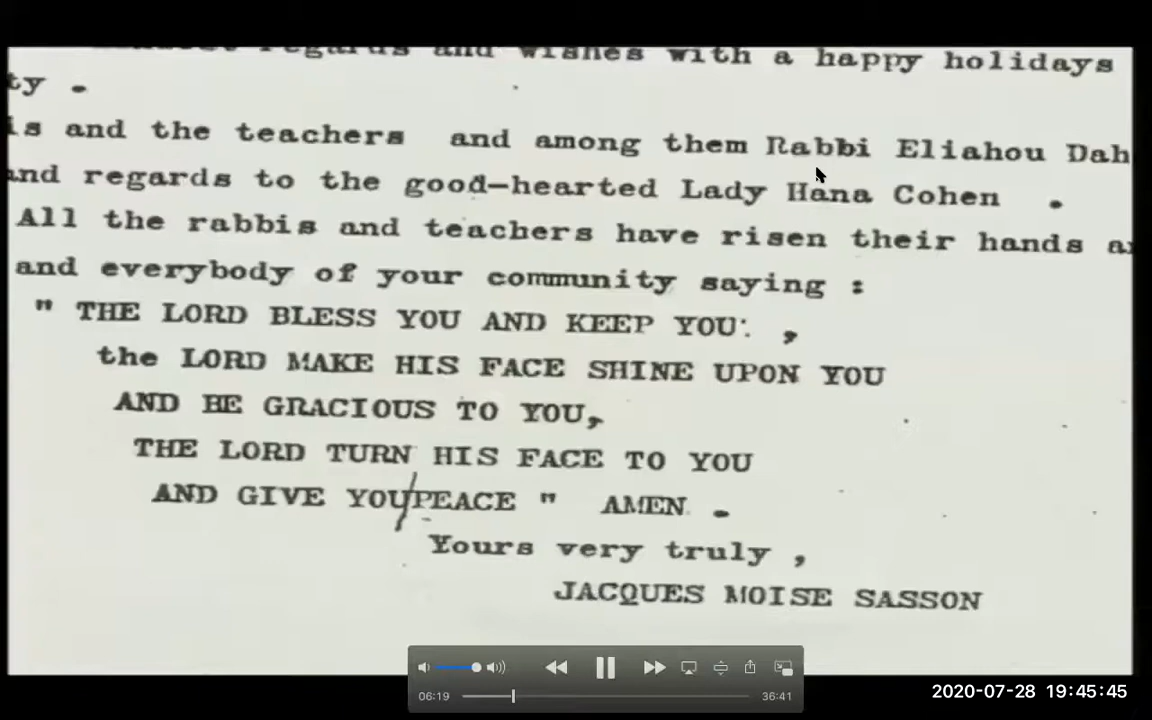 regards and wishes with a happy holidays
ty .
is and the teachers and among them Rabbi Eliahou Dah
and regards to the good-hearted Lady Hana Cohen .
All the rabbis and teachers have risen their hands a
and everybody of your community saying :
" THE LORD BLESS YOU AND KEEP YOU. ,
the LORD MAKE HIS FACE SHINE UPON YOU
AND BE GRACIOUS TO YOU,
THE LORD TURN HIS FACE TO YOU
AND GIVE YOU/PEACE " AMEN .
Yours very truly ,
JACQUES MOISE SASSON
06:19
36:41
2020-07-28 19:45:45